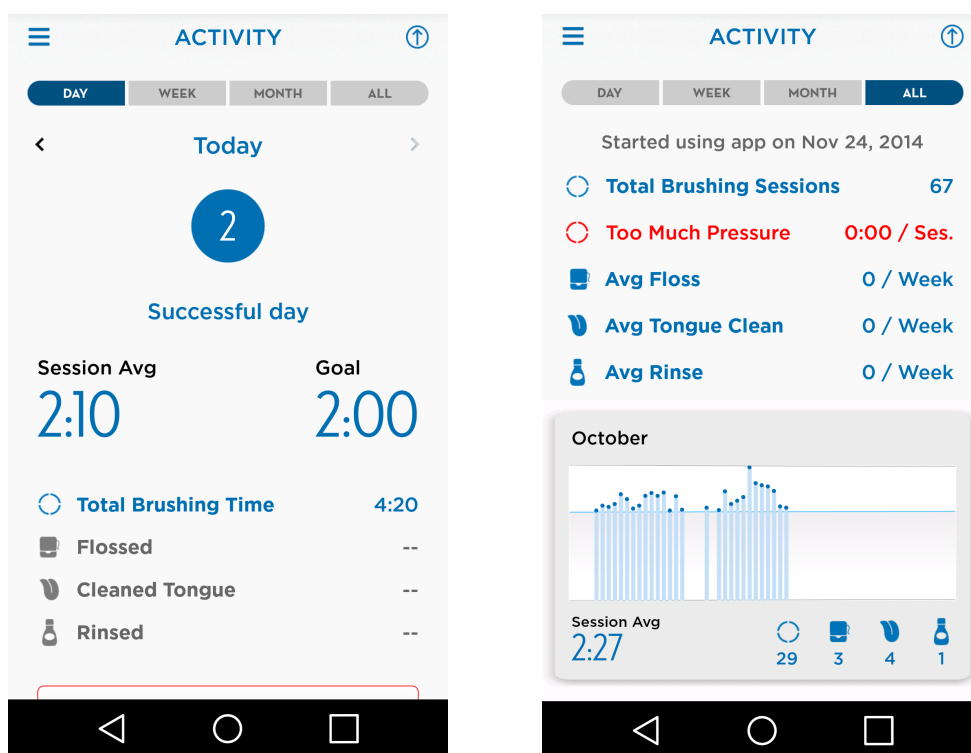 ACTIVITY
DAY WEEK MONTH ALL
Today
2
Successful day
Session Avg Goal
2:10 2:00
Total Brushing Time 4:20
Flossed --
Cleaned Tongue --
Rinsed --
ACTIVITY
DAY WEEK MONTH ALL
Started using app on Nov 24, 2014
Total Brushing Sessions 67
Too Much Pressure 0:00 / Ses.
Avg Floss 0 / Week
Avg Tongue Clean 0 / Week
Avg Rinse 0 / Week
October
Session Avg
2:27
29 3 4 1